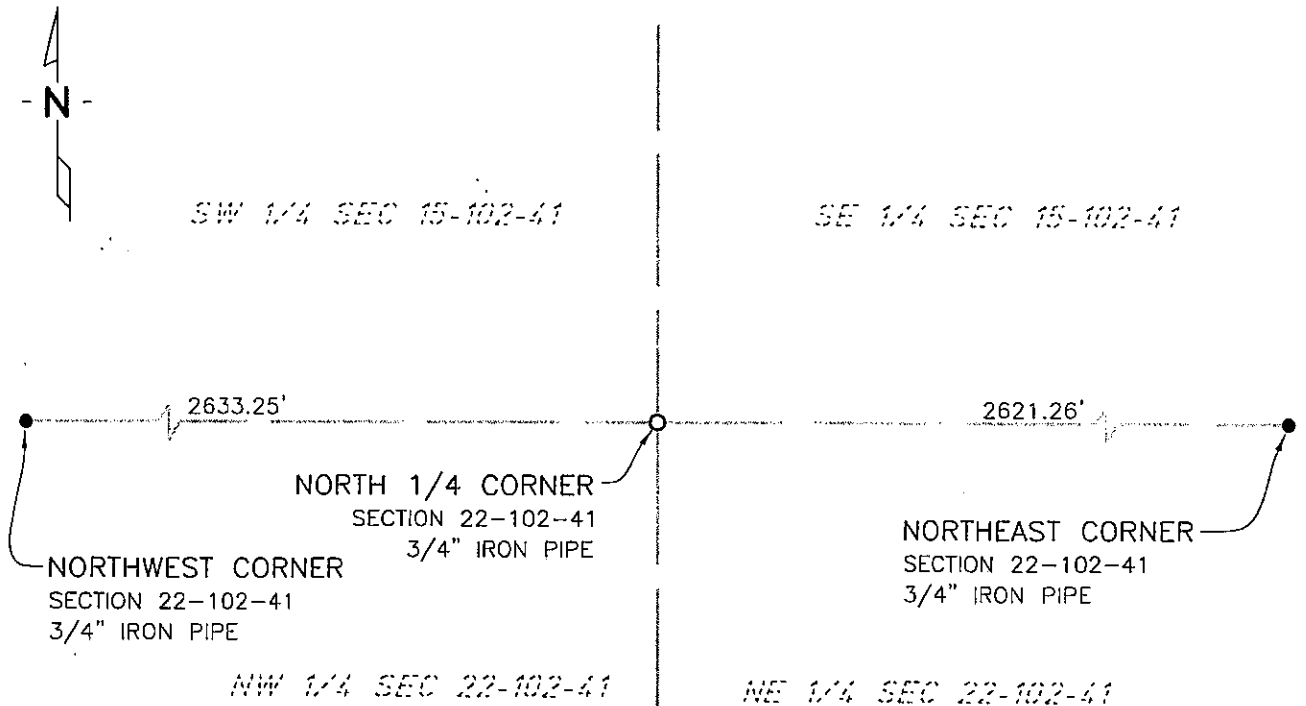 - N -
SW 1/4 SEC 15-102-41
SE 1/4 SEC 15-102-41
2633.25'
2621.26'
NORTH 1/4 CORNER
SECTION 22-102-41
3/4" IRON PIPE
NORTHEAST CORNER
SECTION 22-102-41
3/4" IRON PIPE
NORTHWEST CORNER
SECTION 22-102-41
3/4" IRON PIPE
NW 1/4 SEC 22-102-41
NE 1/4 SEC 22-102-41